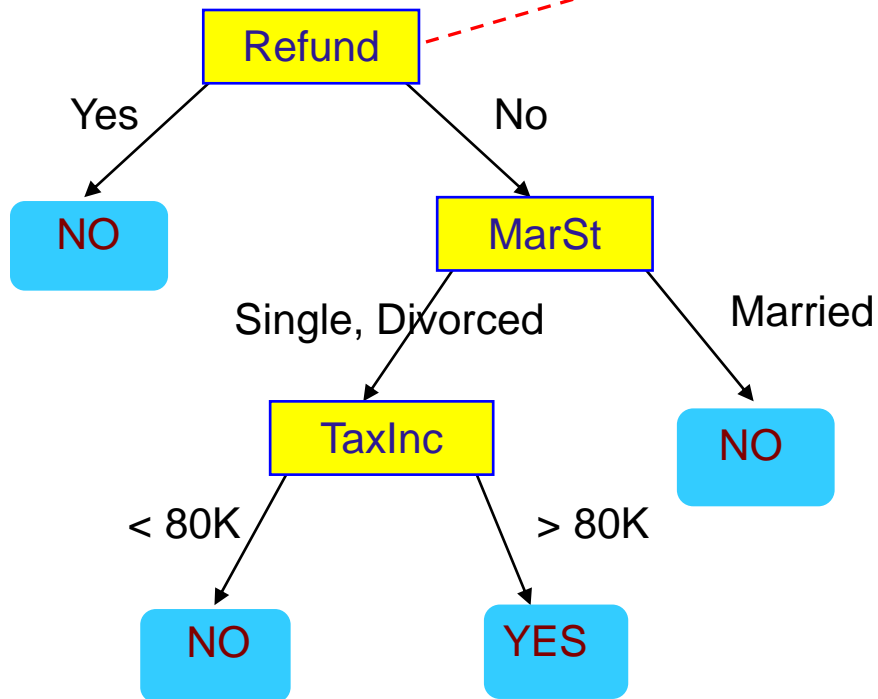 Refund
Yes
No
NO
MarSt
Single, Divorced
Married
TaxInc
NO
< 80K
> 80K
NO
YES